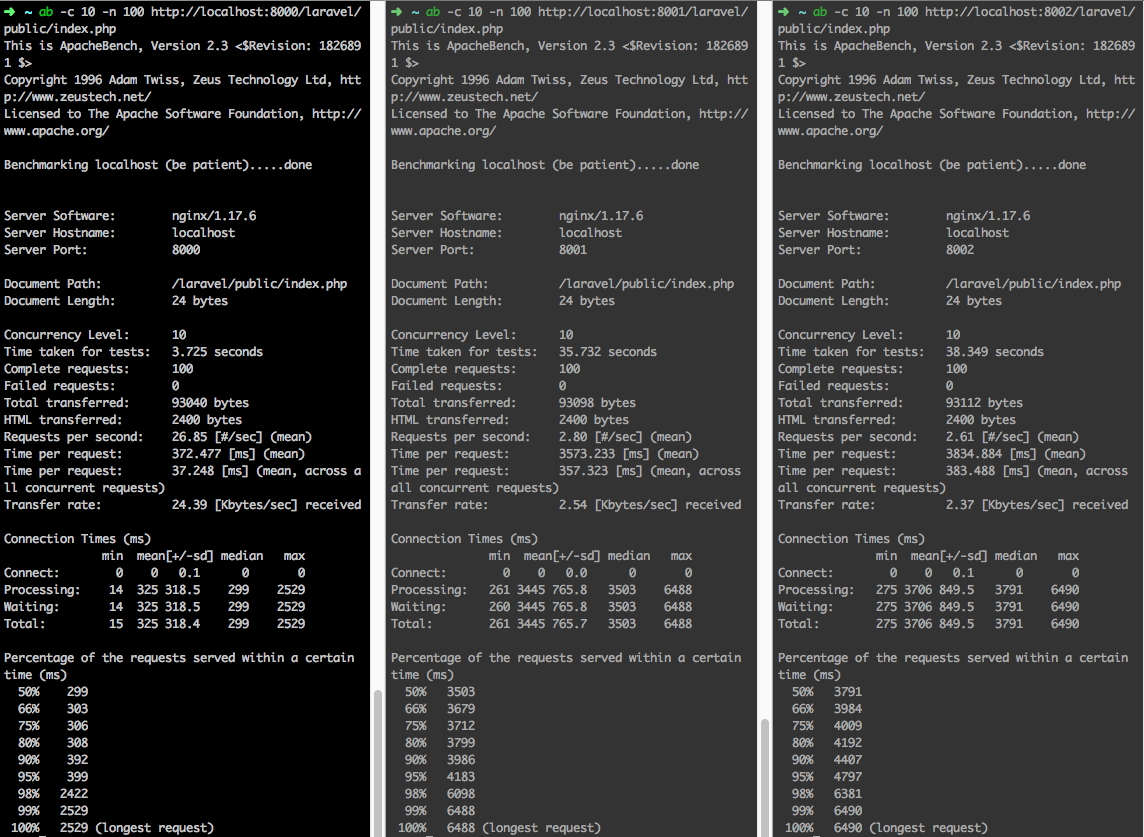 ➜ ~ ab -c 10 -n 100 http://localhost:8000/laravel/
public/index.php
This is ApacheBench, Version 2.3 <$Revision: 182689
1 $>
Copyright 1996 Adam Twiss, Zeus Technology Ltd, htt
p://www.zeustech.net/
Licensed to The Apache Software Foundation, http://
www.apache.org/
Benchmarking localhost (be patient).....done
Server Software: nginx/1.17.6
Server Hostname: localhost
Server Port: 8000
Document Path: /laravel/public/index.php
Document Length: 24 bytes
Concurrency Level: 10
Time taken for tests: 3.725 seconds
Complete requests: 100
Failed requests: 0
Total transferred: 93040 bytes
HTML transferred: 2400 bytes
Requests per second: 26.85 [#/sec] (mean)
Time per request: 372.477 [ms] (mean)
Time per request: 37.248 [ms] (mean, across a
ll concurrent requests)
Transfer rate: 24.39 [Kbytes/sec] received
Connection Times (ms)
min mean[+/-sd] median max
Connect: 0 0 0.1 0 0
Processing: 14 325 318.5 299 2529
Waiting: 14 325 318.5 299 2529
Total: 15 325 318.4 299 2529
Percentage of the requests served within a certain
time (ms)
50% 299
66% 303
75% 306
80% 308
90% 392
95% 399
98% 2422
99% 2529
100% 2529 (longest request)
➜ ~ ab -c 10 -n 100 http://localhost:8001/laravel/
public/index.php
This is ApacheBench, Version 2.3 <$Revision: 182689
1 $>
Copyright 1996 Adam Twiss, Zeus Technology Ltd, htt
p://www.zeustech.net/
Licensed to The Apache Software Foundation, http://
www.apache.org/
Benchmarking localhost (be patient).....done
Server Software: nginx/1.17.6
Server Hostname: localhost
Server Port: 8001
Document Path: /laravel/public/index.php
Document Length: 24 bytes
Concurrency Level: 10
Time taken for tests: 35.732 seconds
Complete requests: 100
Failed requests: 0
Total transferred: 93098 bytes
HTML transferred: 2400 bytes
Requests per second: 2.80 [#/sec] (mean)
Time per request: 3573.233 [ms] (mean)
Time per request: 357.323 [ms] (mean, across
all concurrent requests)
Transfer rate: 2.54 [Kbytes/sec] received
Connection Times (ms)
min mean[+/-sd] median max
Connect: 0 0 0.0 0 0
Processing: 261 3445 765.8 3503 6488
Waiting: 260 3445 765.8 3503 6488
Total: 261 3445 765.7 3503 6488
Percentage of the requests served within a certain
time (ms)
50% 3503
66% 3679
75% 3712
80% 3799
90% 3986
95% 4183
98% 6098
99% 6488
100% 6488 (longest request)
➜ ~ ab -c 10 -n 100 http://localhost:8002/laravel/
public/index.php
This is ApacheBench, Version 2.3 <$Revision: 182689
1 $>
Copyright 1996 Adam Twiss, Zeus Technology Ltd, htt
p://www.zeustech.net/
Licensed to The Apache Software Foundation, http://
www.apache.org/
Benchmarking localhost (be patient).....done
Server Software: nginx/1.17.6
Server Hostname: localhost
Server Port: 8002
Document Path: /laravel/public/index.php
Document Length: 24 bytes
Concurrency Level: 10
Time taken for tests: 38.349 seconds
Complete requests: 100
Failed requests: 0
Total transferred: 93112 bytes
HTML transferred: 2400 bytes
Requests per second: 2.61 [#/sec] (mean)
Time per request: 3834.884 [ms] (mean)
Time per request: 383.488 [ms] (mean, across
all concurrent requests)
Transfer rate: 2.37 [Kbytes/sec] received
Connection Times (ms)
min mean[+/-sd] median max
Connect: 0 0 0.1 0 0
Processing: 275 3706 849.5 3791 6490
Waiting: 275 3706 849.5 3791 6490
Total: 275 3706 849.5 3791 6490
Percentage of the requests served within a certain
time (ms)
50% 3791
66% 3984
75% 4009
80% 4192
90% 4407
95% 4797
98% 6381
99% 6490
100% 6490 (longest request)